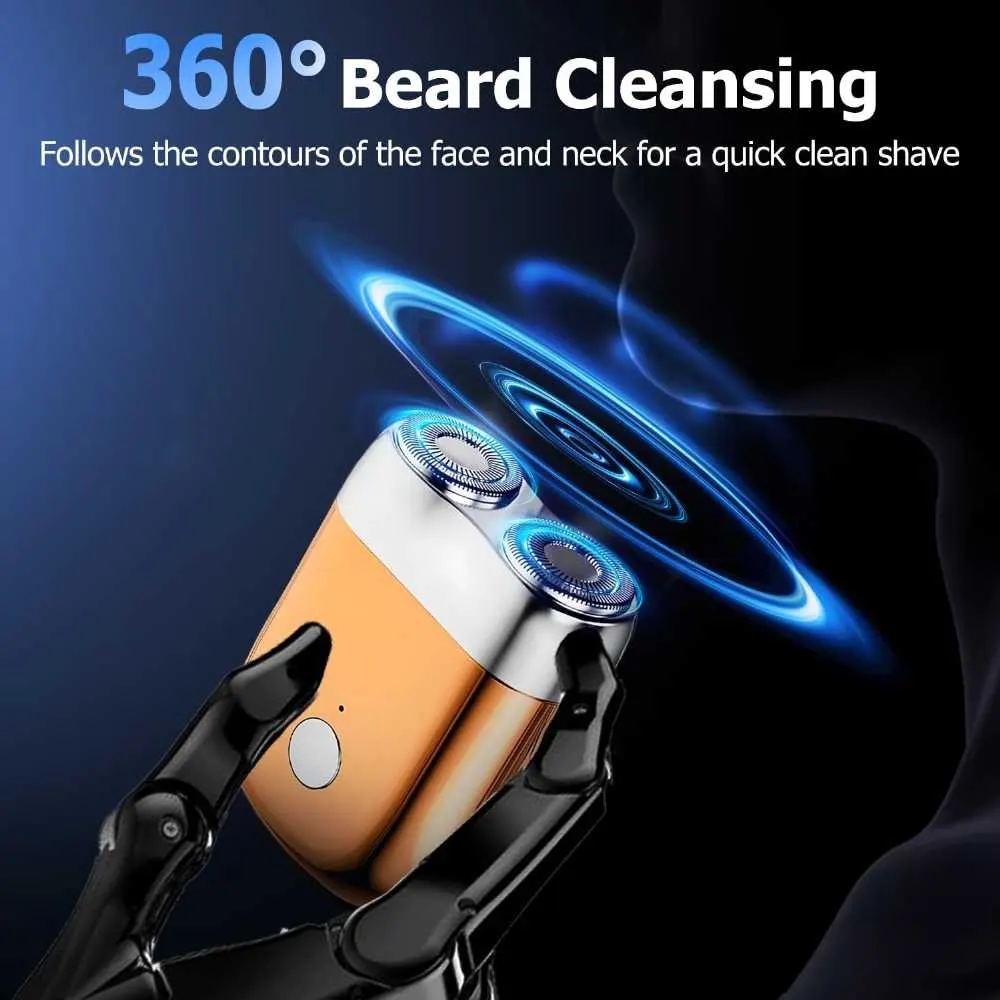 360° Beard Cleansing
Follows the contours of the face and neck for a quick clean shave